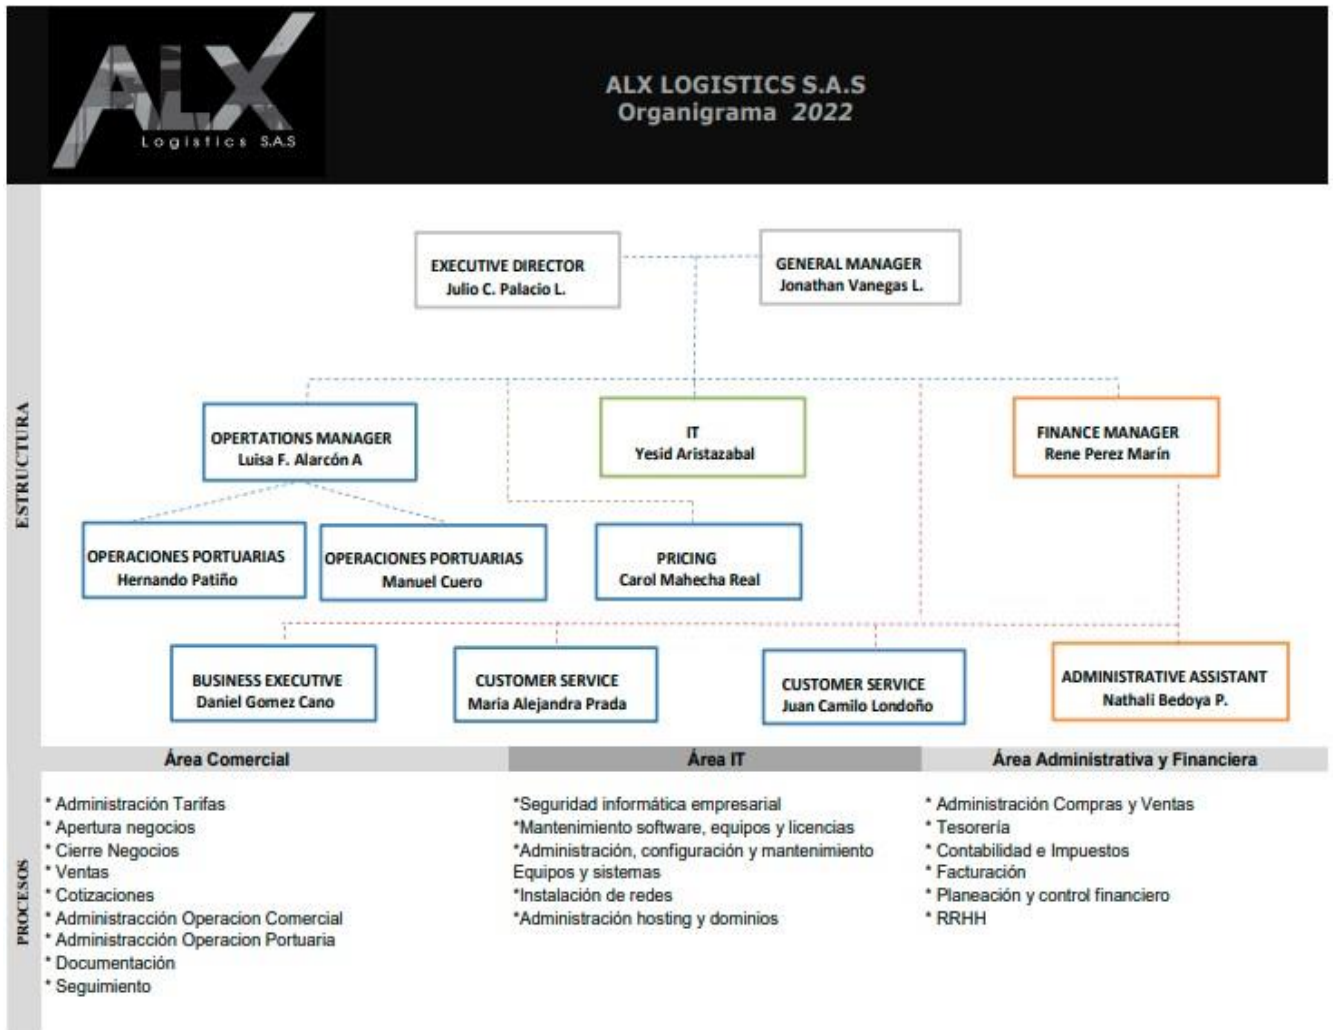 ALX
Logistics S.A.S
ALX LOGISTICS S.A.S
Organigrama 2022
ESTRUCTURA
EXECUTIVE DIRECTOR
Julio C. Palacio L.
GENERAL MANAGER
Jonathan Vanegas L.
OPERTATIONS MANAGER
Luisa F. Alarcón A
IT
Yesid Aristazabal
FINANCE MANAGER
Rene Perez Marín
OPERACIONES PORTUARIAS
Hernando Patiño
OPERACIONES PORTUARIAS
Manuel Cuero
PRICING
Carol Mahecha Real
BUSINESS EXECUTIVE
Daniel Gomez Cano
CUSTOMER SERVICE
Maria Alejandra Prada
CUSTOMER SERVICE
Juan Camilo Londoño
ADMINISTRATIVE ASSISTANT
Nathali Bedoya P.
PROCESOS
Área Comercial
* Administración Tarifas
* Apertura negocios
* Cierre Negocios
* Ventas
* Cotizaciones
* Administracción Operacion Comercial
* Administracción Operacion Portuaria
* Documentación
* Seguimiento
Área IT
*Seguridad informática empresarial
*Mantenimiento software, equipos y licencias
*Administración, configuración y mantenimiento
Equipos y sistemas
*Instalación de redes
*Administración hosting y dominios
Área Administrativa y Financiera
* Administración Compras y Ventas
* Tesorería
* Contabilidad e Impuestos
* Facturación
* Planeación y control financiero
* RRHH